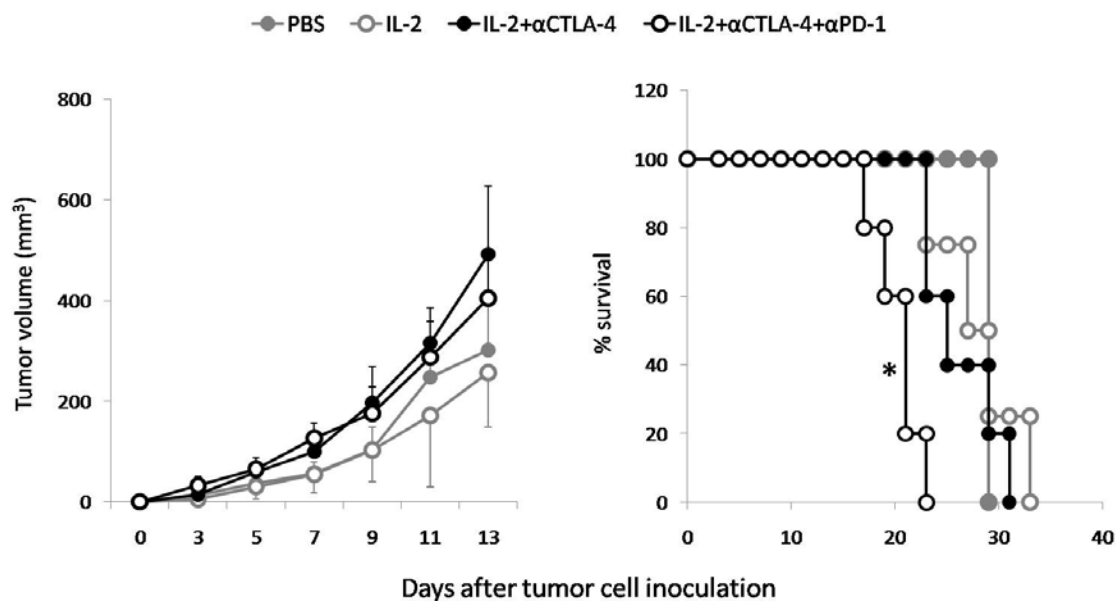 PBS IL-2 IL-2+αCTLA-4 IL-2+αCTLA-4+αPD-1
Tumor volume (mm³)
800
600
400
200
0
0 3 5 7 9 11 13
% survival
120
100
80
60
40
20
0
*
0 10 20 30 40
Days after tumor cell inoculation